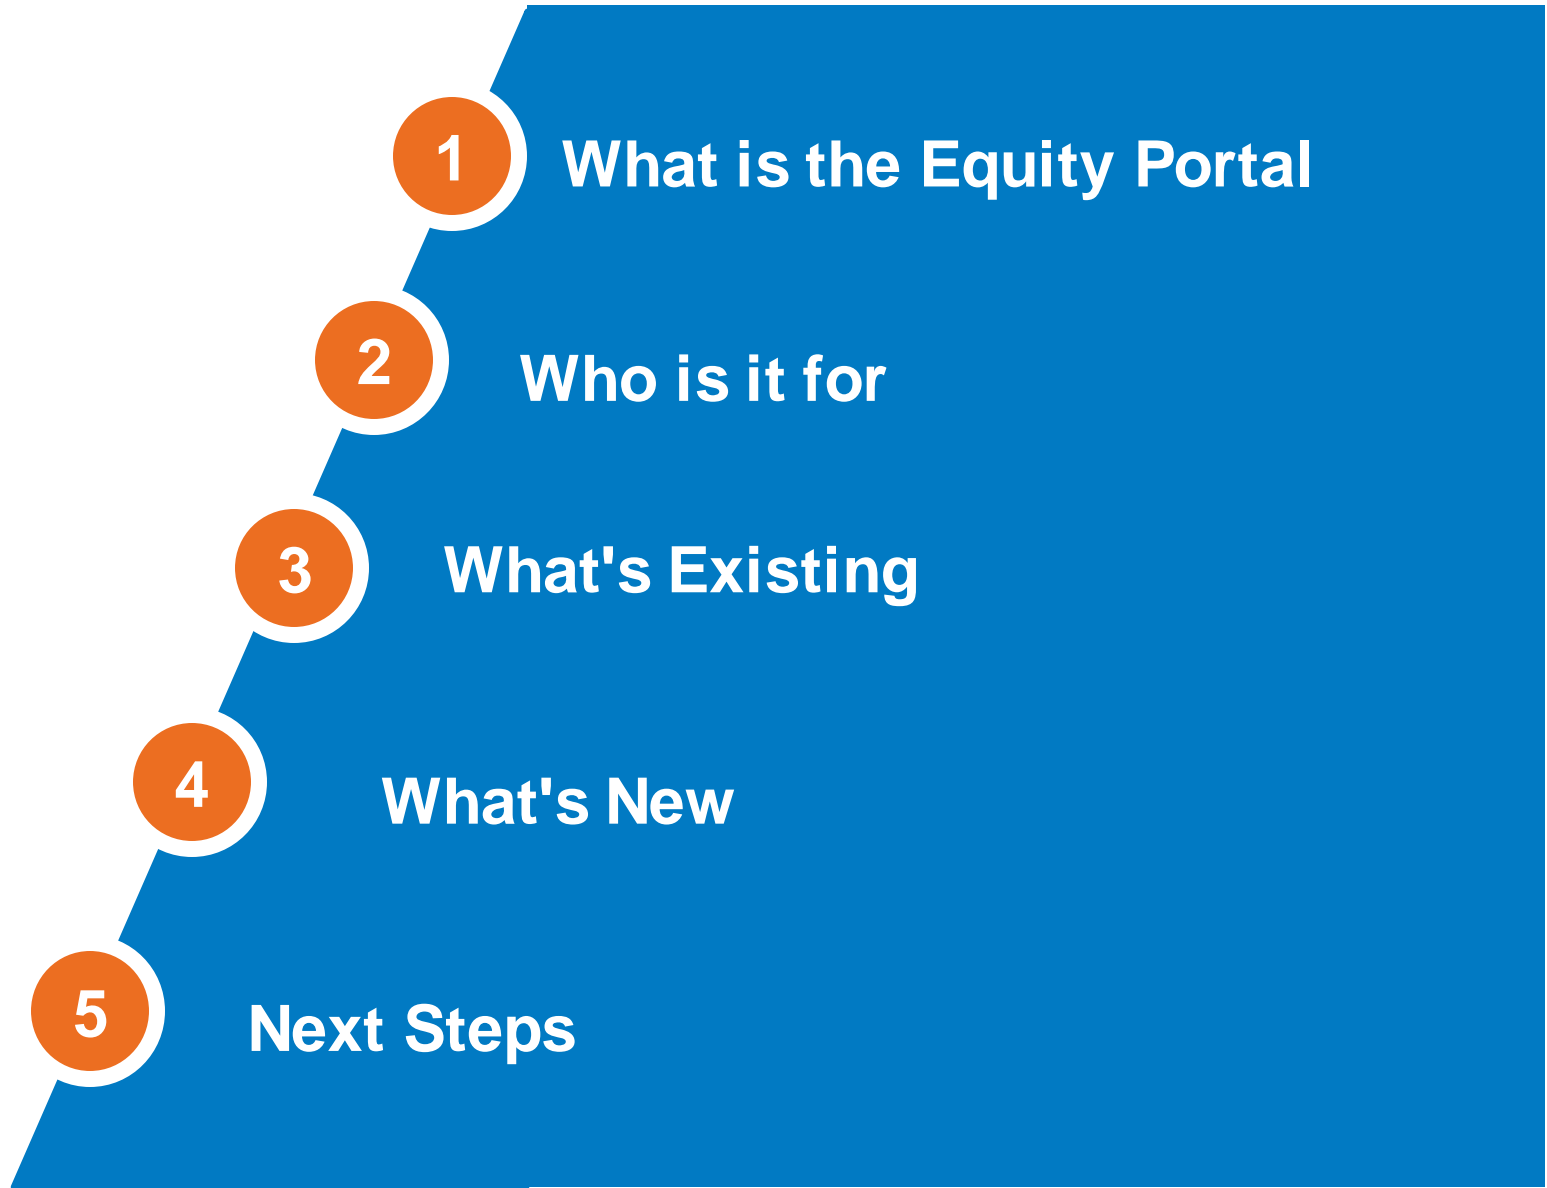 1 What is the Equity Portal
2 Who is it for
3 What's Existing
4 What's New
5 Next Steps